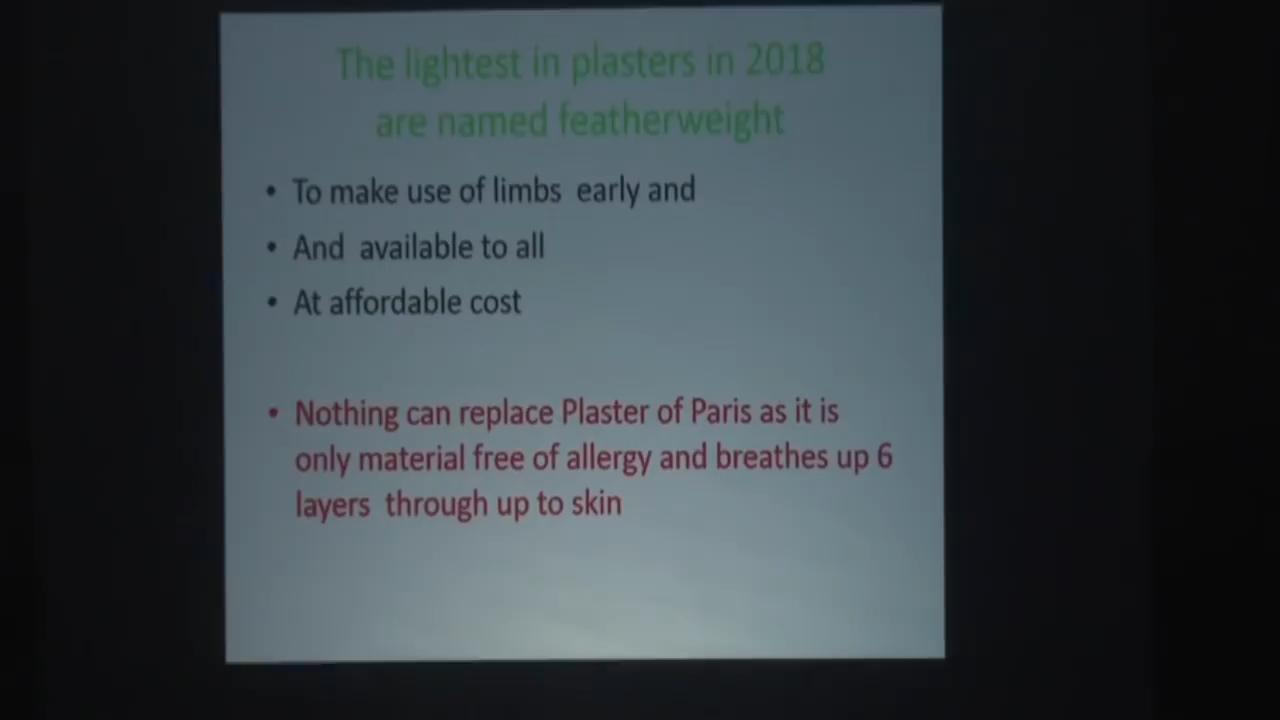 The lightest in plasters in 2018
are named featherweight
• To make use of limbs early and
• And available to all
• At affordable cost
• Nothing can replace Plaster of Paris as it is
only material free of allergy and breathes up 6
layers through up to skin